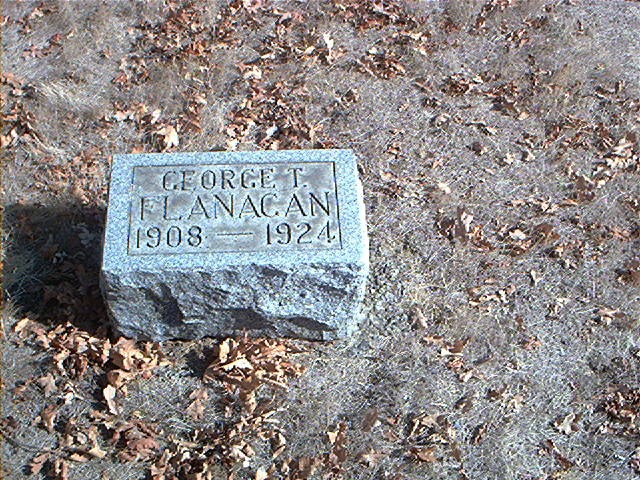 GEORGE T.
FLANAGAN
1908 — 1924